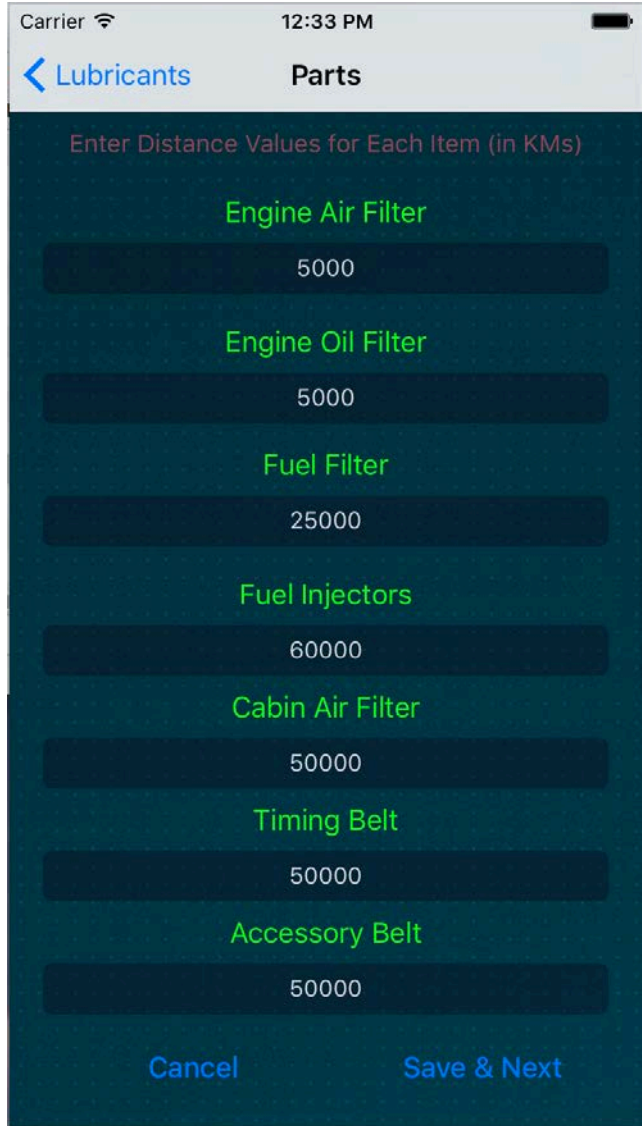 Carrier 12:33 PM
Lubricants Parts
Enter Distance Values for Each Item (in KMs)
Engine Air Filter
5000
Engine Oil Filter
5000
Fuel Filter
25000
Fuel Injectors
60000
Cabin Air Filter
50000
Timing Belt
50000
Accessory Belt
50000
Cancel Save & Next